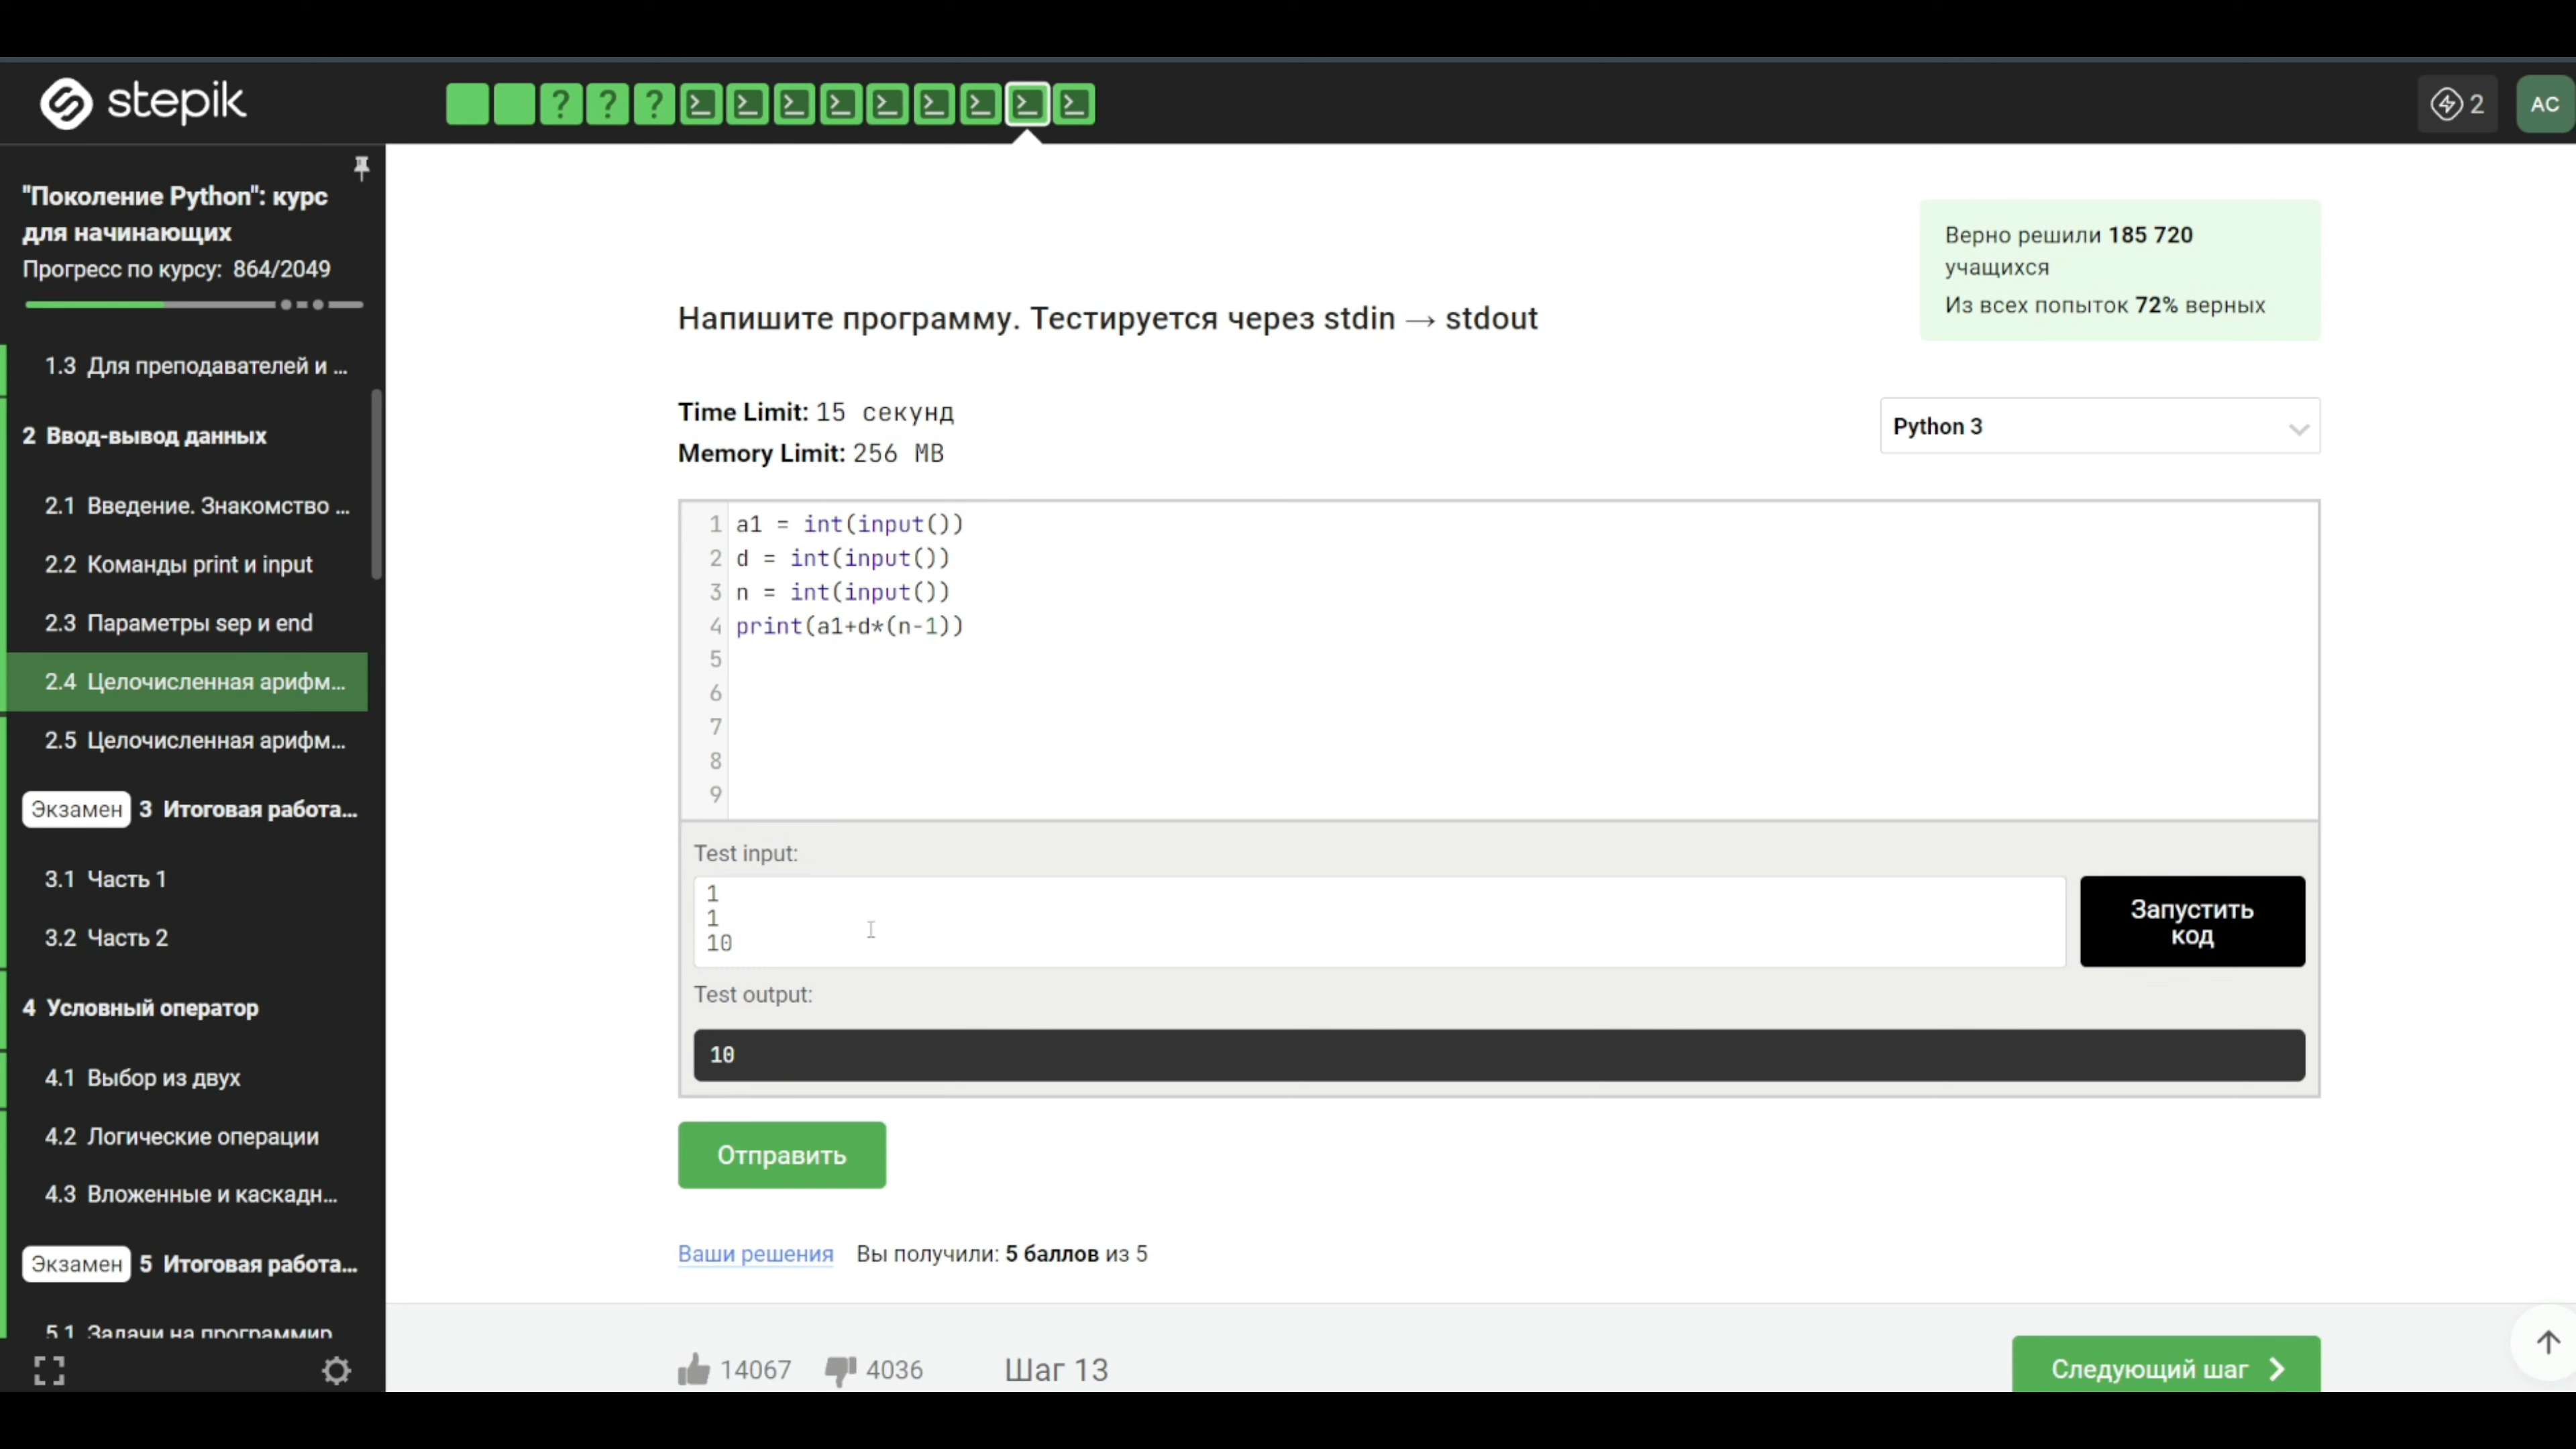 stepik
? ? ?
2
AC
"Поколение Python": курс
для начинающих
Прогресс по курсу: 864/2049
1.3 Для преподавателей и ...
2 Ввод-вывод данных
2.1 Введение. Знакомство ...
2.2 Команды print и input
2.3 Параметры sep и end
2.4 Целочисленная арифм...
2.5 Целочисленная арифм...
Экзамен 3 Итоговая работа...
3.1 Часть 1
3.2 Часть 2
4 Условный оператор
4.1 Выбор из двух
4.2 Логические операции
4.3 Вложенные и каскадн...
Экзамен 5 Итоговая работа...
5.1 Задачи на программир
Верно решили 185 720
учащихся
Из всех попыток 72% верных
Напишите программу. Тестируется через stdin → stdout
Time Limit: 15 секунд
Memory Limit: 256 MB
Python 3
1 a1 = int(input())
2 d = int(input())
3 n = int(input())
4 print(a1+d*(n-1))
5
6
7
8
9
Test input:
1
1
10
Запустить
код
Test output:
10
Отправить
Ваши решения Вы получили: 5 баллов из 5
14067 4036 Шаг 13
Следующий шаг